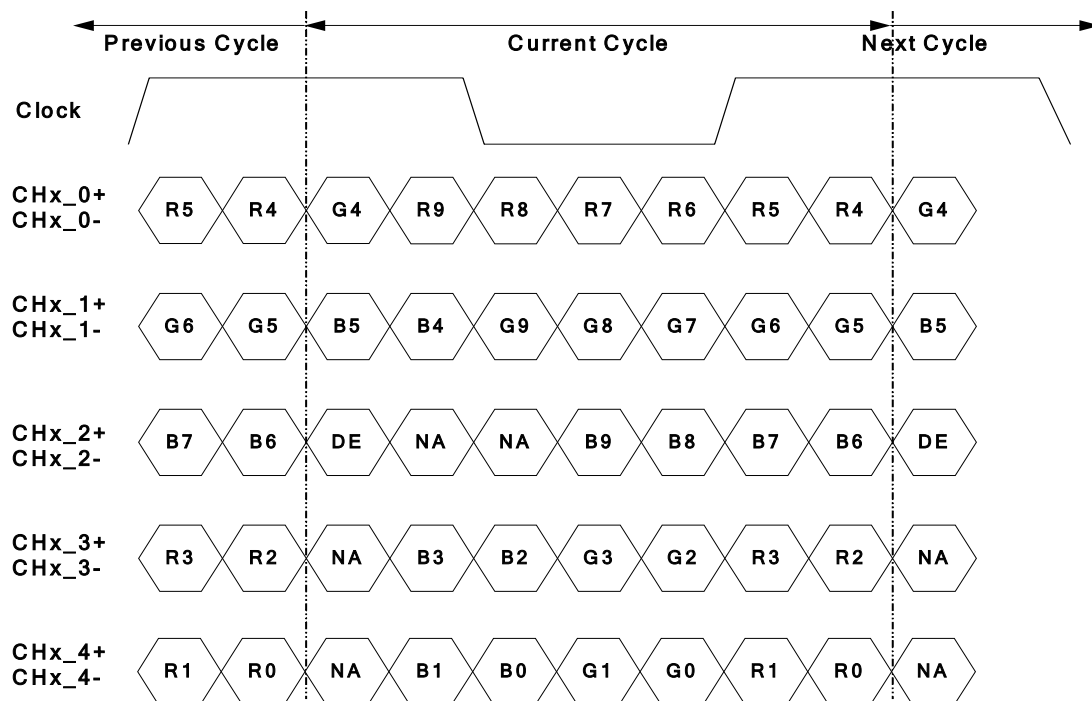 Previous Cycle Current Cycle Next Cycle
Clock
CHx_0+
CHx_0-
R5 R4 G4 R9 R8 R7 R6 R5 R4 G4
CHx_1+
CHx_1-
G6 G5 B5 B4 G9 G8 G7 G6 G5 B5
CHx_2+
CHx_2-
B7 B6 DE NA NA B9 B8 B7 B6 DE
CHx_3+
CHx_3-
R3 R2 NA B3 B2 G3 G2 R3 R2 NA
CHx_4+
CHx_4-
R1 R0 NA B1 B0 G1 G0 R1 R0 NA